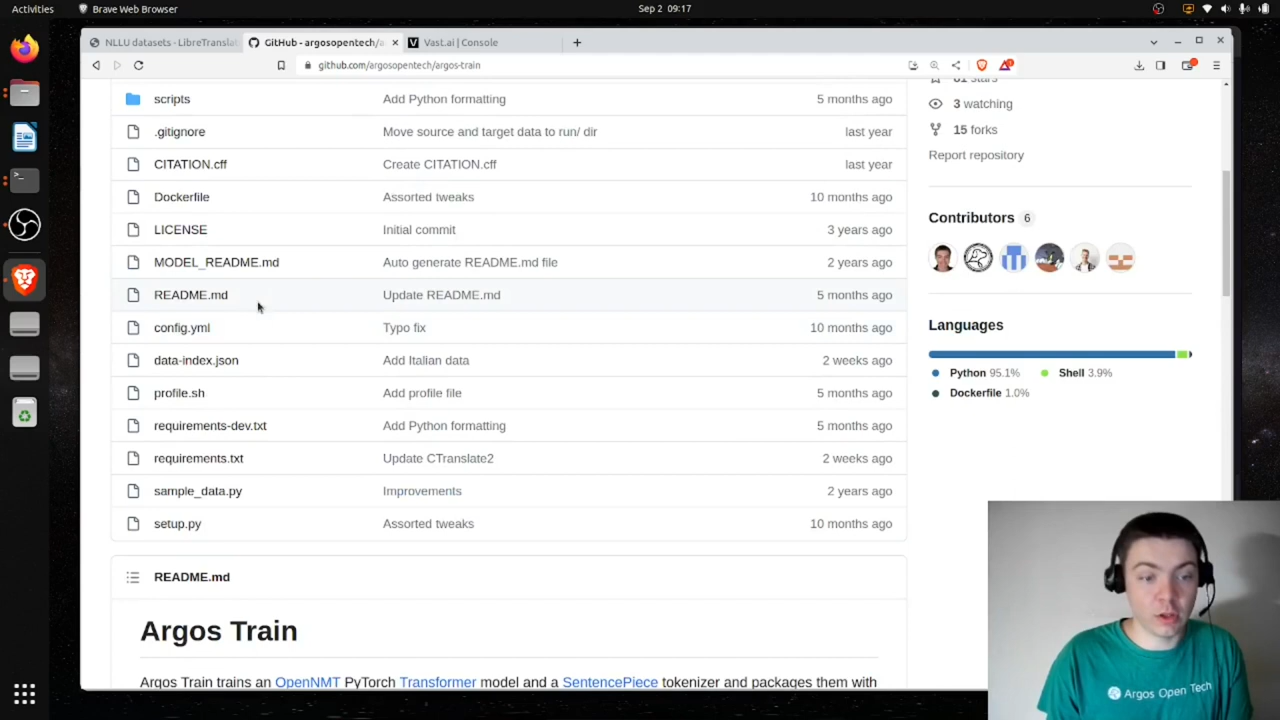 Activities
Brave Web Browser
Sep 2 09:17
NLLU datasets - LibreTransla
GitHub - argosopentech/a
Vast.ai | Console
github.com/argosopentech/argos-train
scripts Add Python formatting 5 months ago
.gitignore Move source and target data to run/ dir last year
CITATION.cff Create CITATION.cff last year
Dockerfile Assorted tweaks 10 months ago
LICENSE Initial commit 3 years ago
MODEL_README.md Auto generate README.md file 2 years ago
README.md Update README.md 5 months ago
config.yml Typo fix 10 months ago
data-index.json Add Italian data 2 weeks ago
profile.sh Add profile file 5 months ago
requirements-dev.txt Add Python formatting 5 months ago
requirements.txt Update CTranslate2 2 weeks ago
sample_data.py Improvements 2 years ago
setup.py Assorted tweaks 10 months ago
README.md
Argos Train
Argos Train trains an OpenNMT PyTorch Transformer model and a SentencePiece tokenizer and packages them with
stars
3 watching
15 forks
Report repository
Contributors 6
Languages
Python 95.1% Shell 3.9%
Dockerfile 1.0%
Argos Open Tech